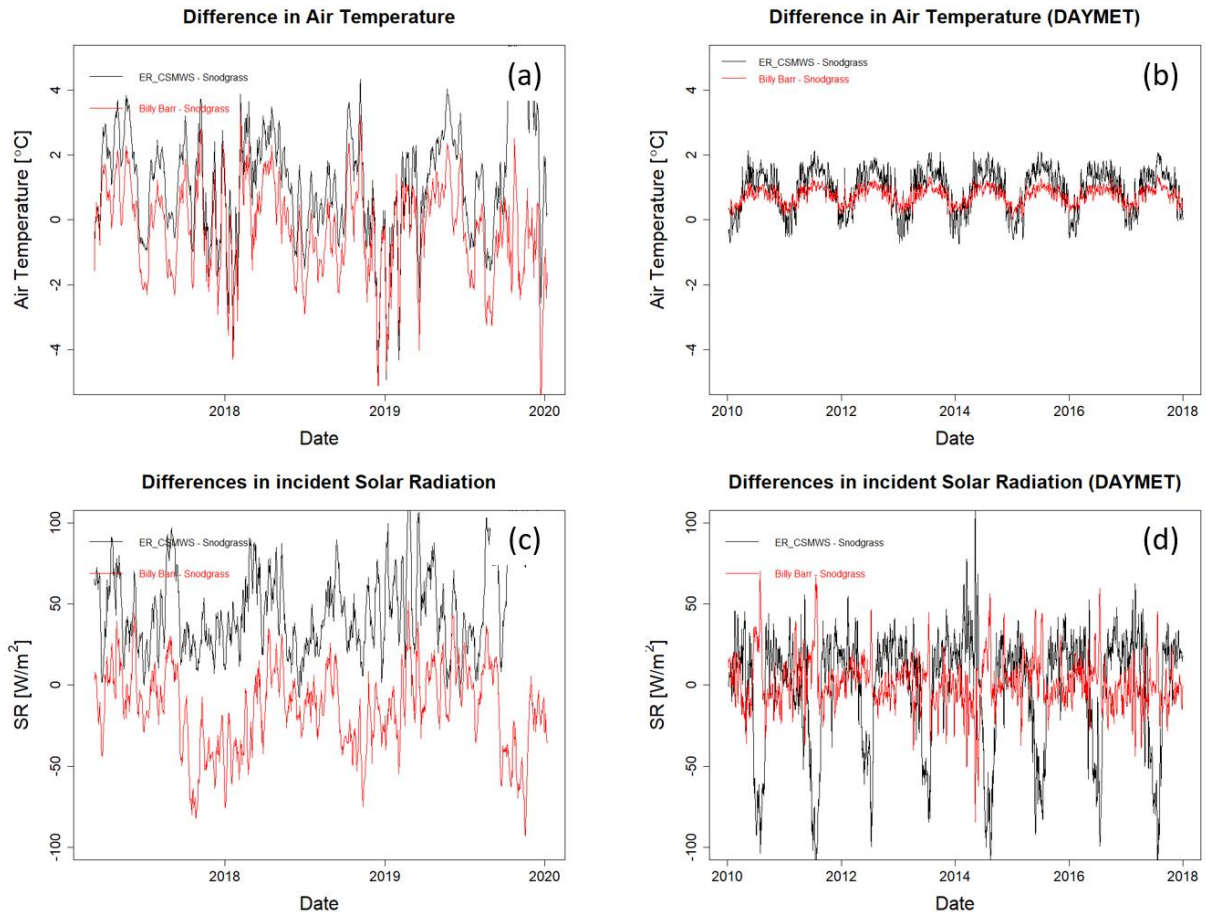 Difference in Air Temperature
(a)
ER_CSMWS - Snodgrass
Billy Barr - Snodgrass
Air Temperature [°C]
4
2
0
-2
-4
2018
2019
2020
Date
Difference in Air Temperature (DAYMET)
(b)
ER_CSMWS - Snodgrass
Billy Barr - Snodgrass
Air Temperature [°C]
4
2
0
-2
-4
2010
2012
2014
2016
2018
Date
Differences in incident Solar Radiation
(c)
ER_CSMWS - Snodgrass
Billy Barr - Snodgrass
SR [W/m²]
100
50
0
-50
-100
2018
2019
2020
Date
Differences in incident Solar Radiation (DAYMET)
(d)
ER_CSMWS - Snodgrass
Billy Barr - Snodgrass
SR [W/m²]
100
50
0
-50
-100
2010
2012
2014
2016
2018
Date